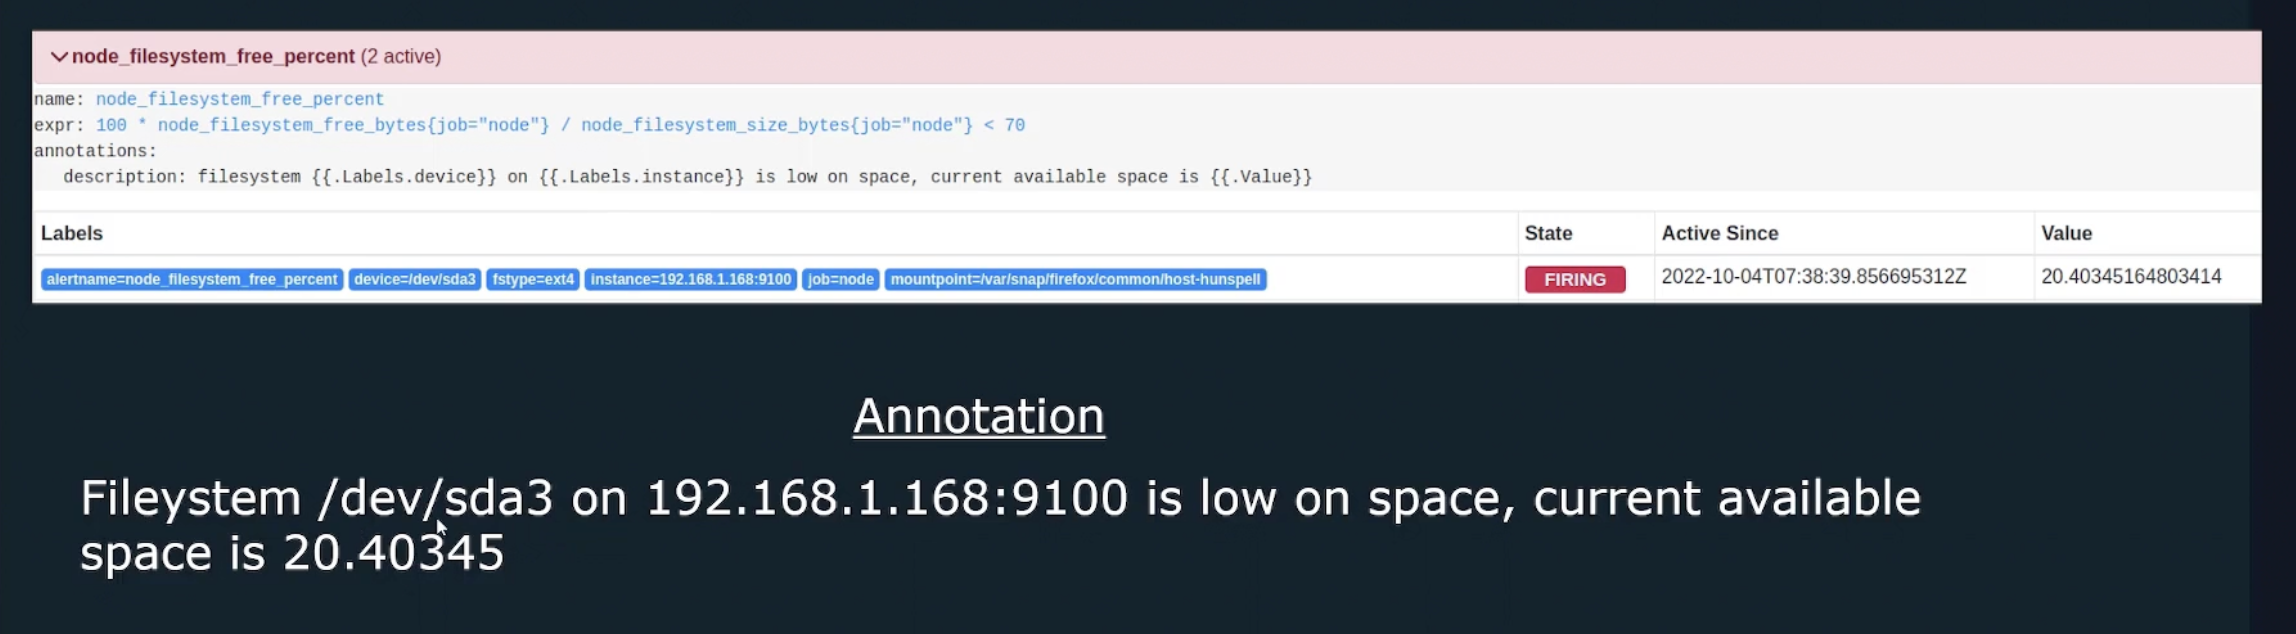 node_filesystem_free_percent (2 active)
name: node_filesystem_free_percent
expr: 100 * node_filesystem_free_bytes{job="node"} / node_filesystem_size_bytes{job="node"} < 70
annotations:
description: filesystem {{.Labels.device}} on {{.Labels.instance}} is low on space, current available space is {{.Value}}
Labels State Active Since Value
alertname=node_filesystem_free_percent device=/dev/sda3 fstype=ext4 instance=192.168.1.168:9100 job=node mountpoint=/var/snap/firefox/common/host-hunspell FIRING 2022-10-04T07:38:39.856695312Z 20.40345164803414
Annotation
Fileystem /dev/sda3 on 192.168.1.168:9100 is low on space, current available
space is 20.40345